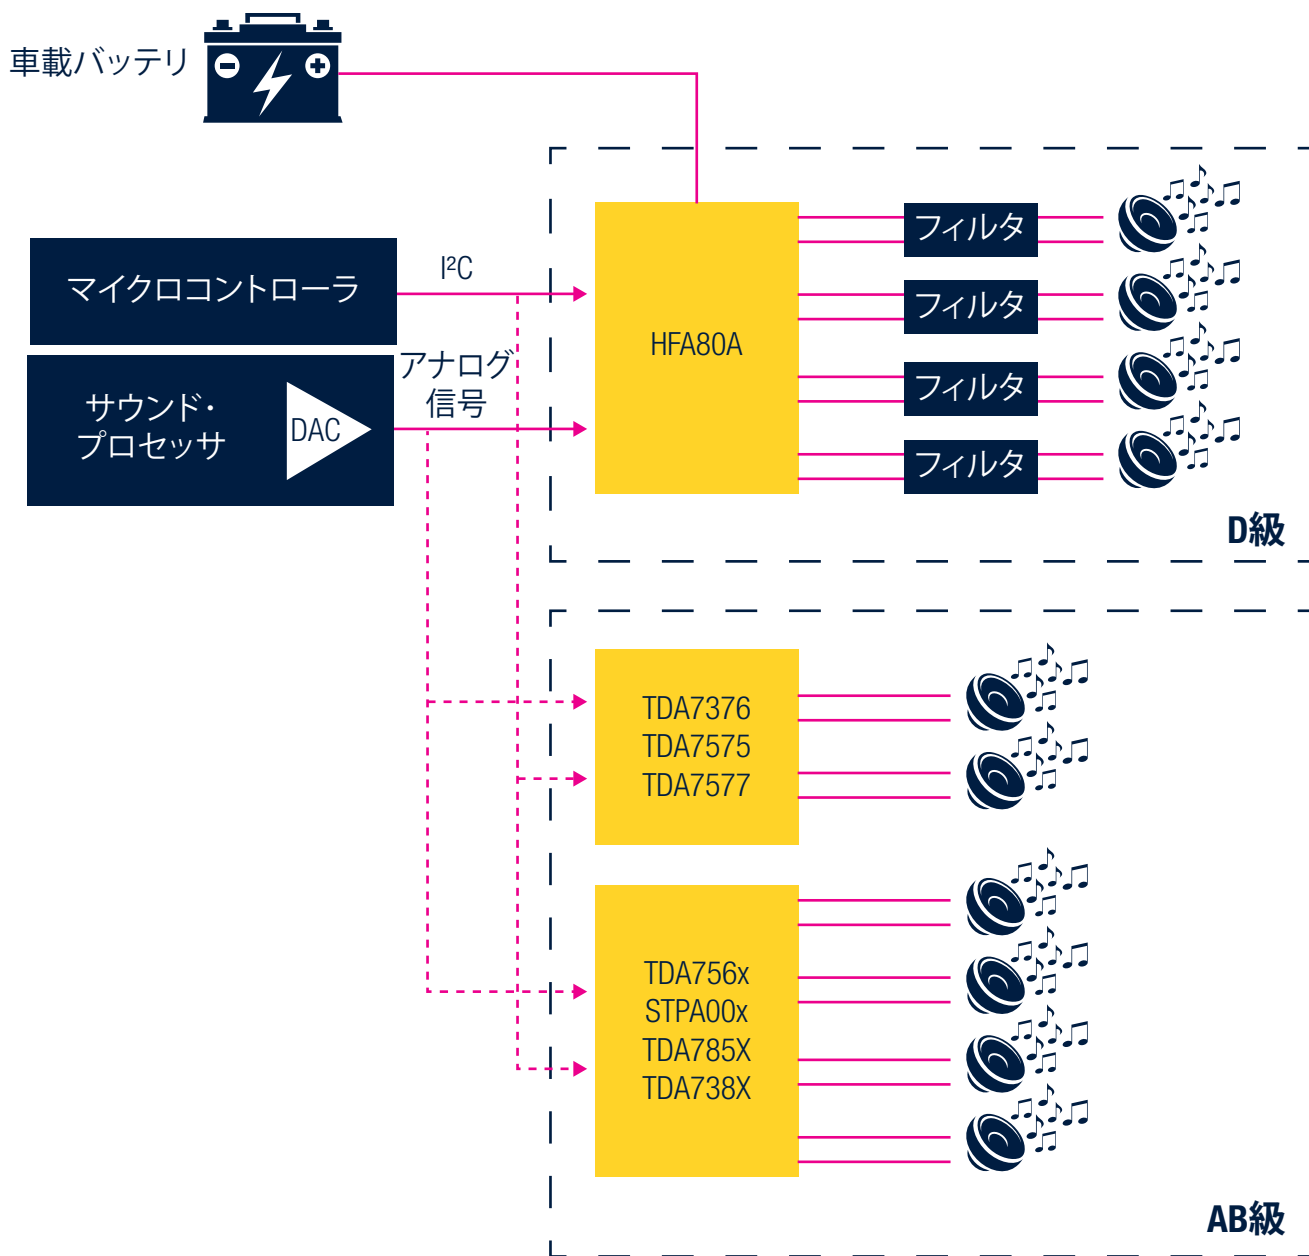 車載バッテリ
マイクロコントローラ
I²C
サウンド・
プロセッサ
DAC
アナログ
信号
HFA80A
フィルタ
フィルタ
フィルタ
フィルタ
D級
TDA7376
TDA7575
TDA7577
TDA756x
STPA00x
TDA785X
TDA738X
AB級